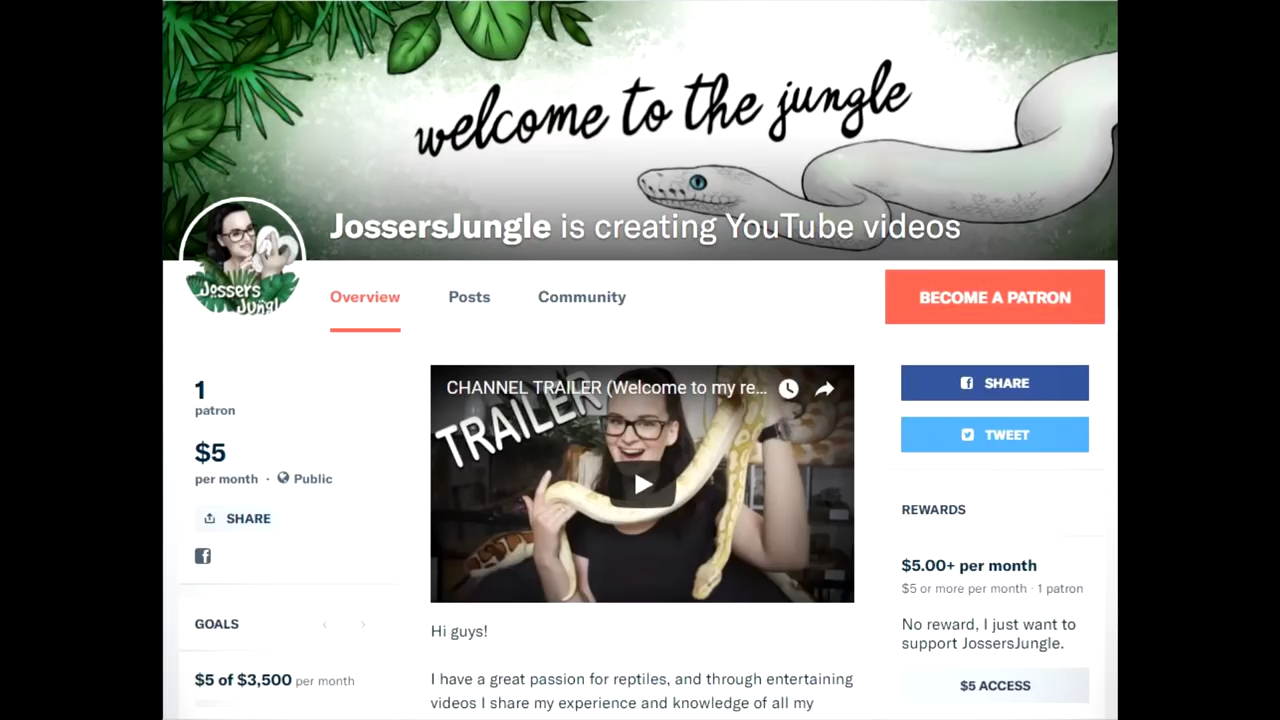 welcome to the jungle
JossersJungle is creating YouTube videos
Jossers
Jungl
Overview
Posts
Community
BECOME A PATRON
1
patron
$5
per month · Public
SHARE
GOALS
$5 of $3,500 per month
CHANNEL TRAILER (Welcome to my re...
TRAILER
Hi guys!
I have a great passion for reptiles, and through entertaining
videos I share my experience and knowledge of all my
SHARE
TWEET
REWARDS
$5.00+ per month
$5 or more per month · 1 patron
No reward, I just want to
support JossersJungle.
$5 ACCESS